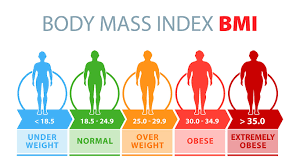 BODY MASS INDEX BMI
< 18.5
18.5 - 24.9
25.0 - 29.9
30.0 - 34.9
> 35.0
UNDER
WEIGHT
NORMAL
OVER
WEIGHT
OBESE
EXTREMELY
OBESE